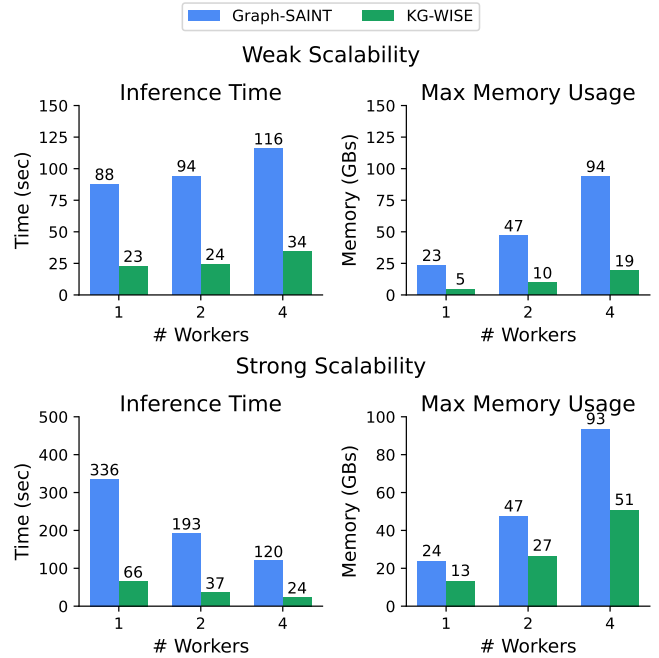 Graph-SAINT KG-WISE
Weak Scalability
Inference Time
150
125
100
75
50
25
0
Time (sec)
88 94 116
23 24 34
1 2 4
# Workers
Max Memory Usage
150
125
100
75
50
25
0
Memory (GBs)
23 47 94
5 10 19
1 2 4
# Workers
Strong Scalability
Inference Time
500
400
300
200
100
0
Time (sec)
336 193 120
66 37 24
1 2 4
# Workers
Max Memory Usage
100
80
60
40
20
0
Memory (GBs)
24 47 93
13 27 51
1 2 4
# Workers